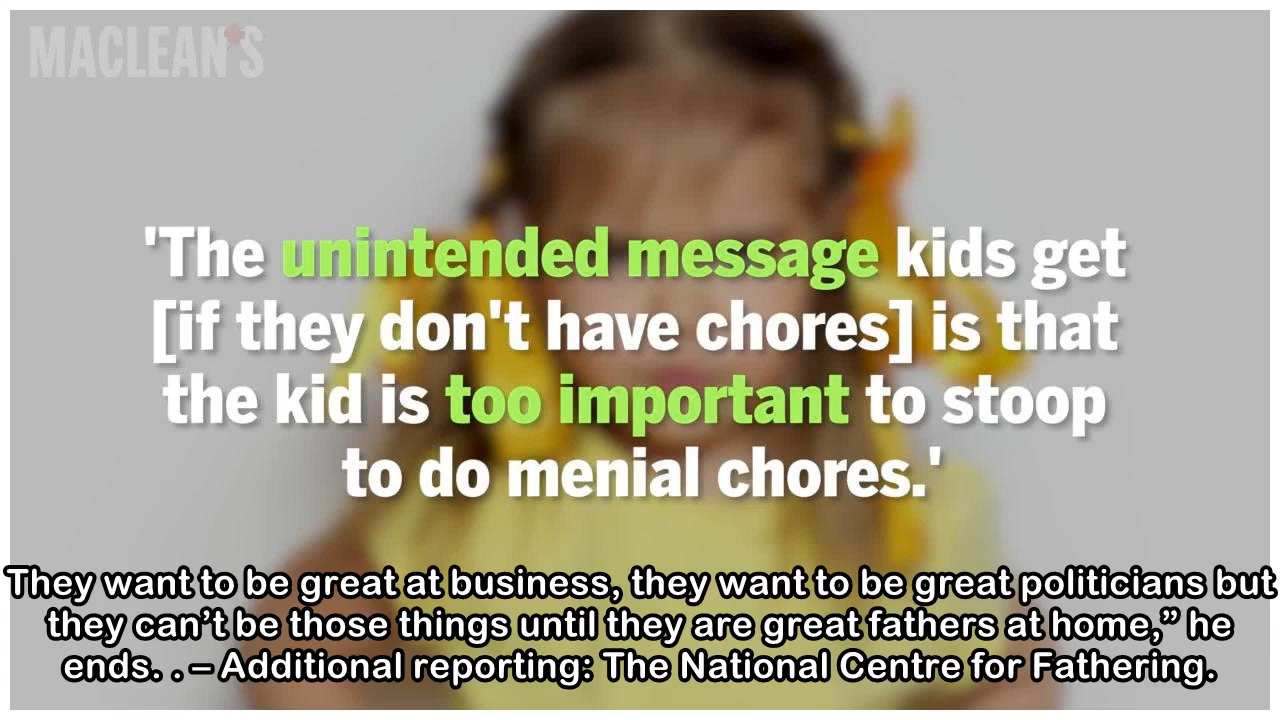 MACLEAN'S
'The unintended message kids get
[if they don't have chores] is that
the kid is too important to stoop
to do menial chores.'
They want to be great at business, they want to be great politicians but
they can’t be those things until they are great fathers at home,” he
ends. . – Additional reporting: The National Centre for Fathering.